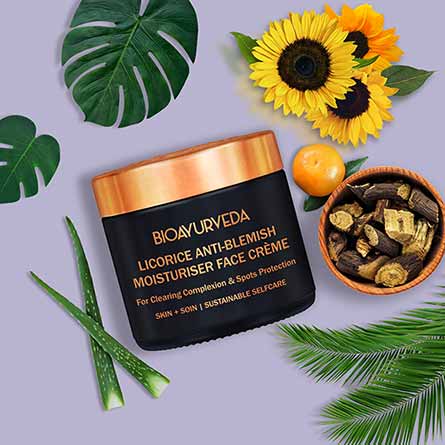 BIOAYURVEDA
LICORICE ANTI-BLEMISH
MOISTURISER FACE CRÈME
For Clearing Complexion & Spots Protection
SKIN + SOIN | SUSTAINABLE SELFCARE